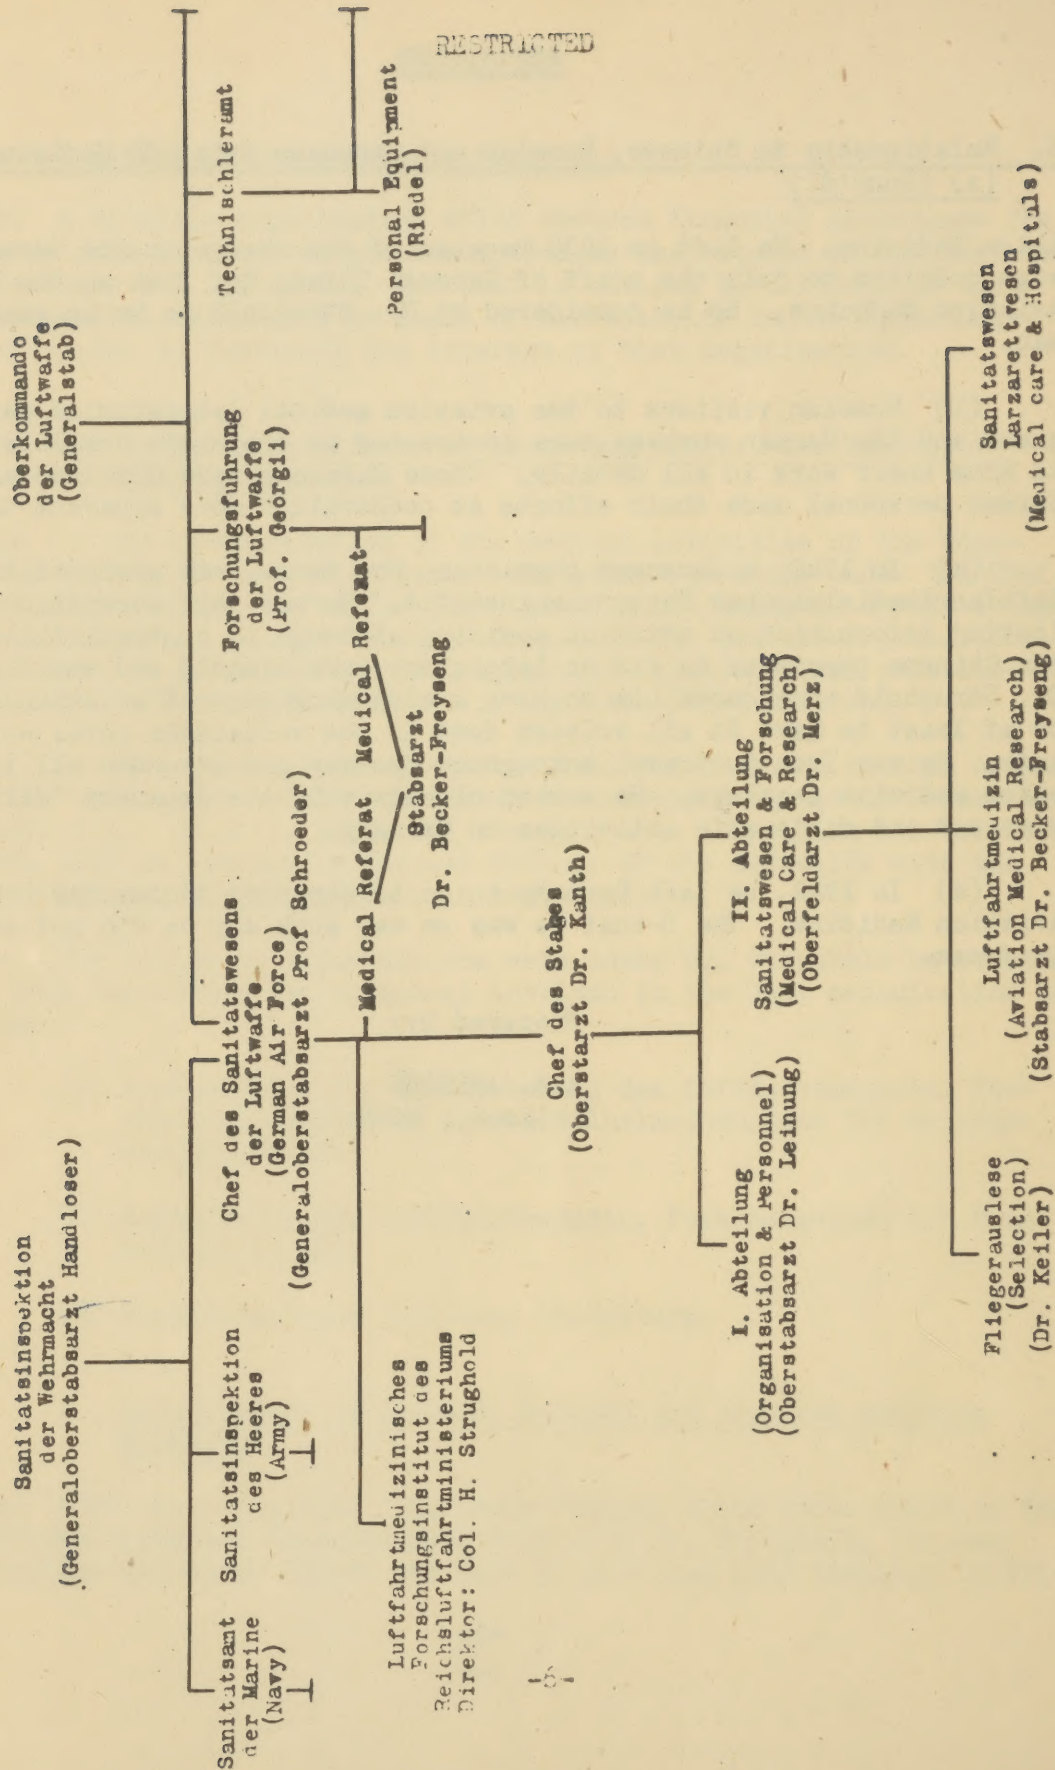 RESTRICTED
Sanitatsinspektion
der Wehrmacht
(Generaloberstabsarzt Handloser)
Oberkommando
der Luftwaffe
(Generalstab)
Sanitatsamt
der Marine
(Navy)
Sanitatsinspektion
des Heeres
(Army)
Chef des Sanitatswesens
der Luftwaffe
(German Air Force)
(Generaloberstabsarzt Prof Schroeder)
Forschungsfuhrung
der Luftwaffe
(Prof. Georgii)
Technischleramt
Medical Referat
Medical Referat
Personal Equipment
(Riedel)
Stabsarzt
Dr. Becker-Freyseng
Luftfahrtmedizinisches
Forschungsinstitut des
Reichsluftfahrtministeriums
Direktor: Col. H. Strughold
Chef des Stabes
(Oberstarzt Dr. Kanth)
I. Abteilung
(Organisation & Personnel)
(Oberstabsarzt Dr. Leinung)
II. Abteilung
Sanitatswesen & Forschung
(Medical Care & Research)
(Oberfeldarzt Dr. Merz)
Fliegerauslese
(Selection)
(Dr. Keiler)
Luftfahrtmedizin
(Aviation Medical Research)
(Stabsarzt Dr. Becker-Freyseng)
Sanitatswesen
Larzarettwesen
(Medical care & Hospitals)